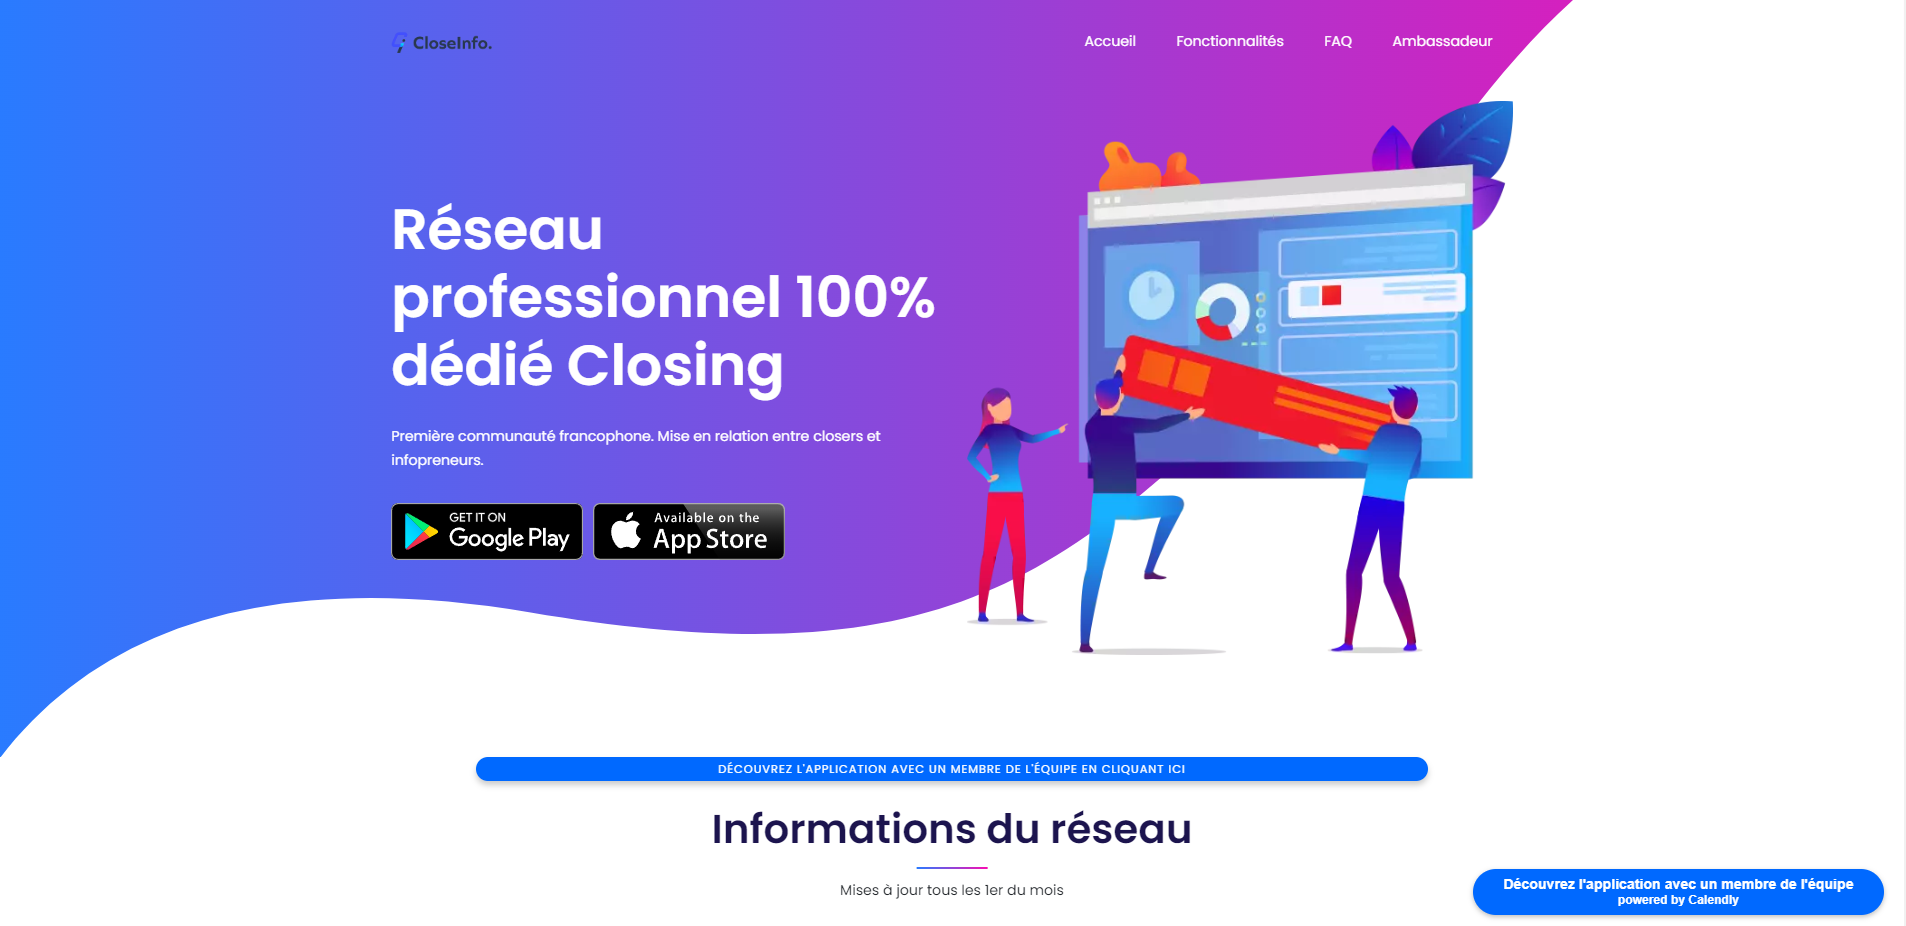 CloseInfo.
Accueil
Fonctionnalités
FAQ
Ambassadeur
Réseau
professionnel 100%
dédié Closing
Première communauté francophone. Mise en relation entre closers et
infopreneurs.
GET IT ON
Google Play
Available on the
App Store
DÉCOUVREZ L'APPLICATION AVEC UN MEMBRE DE L'ÉQUIPE EN CLIQUANT ICI
Informations du réseau
Mises à jour tous les 1er du mois
Découvrez l'application avec un membre de l'équipe
powered by Calendly